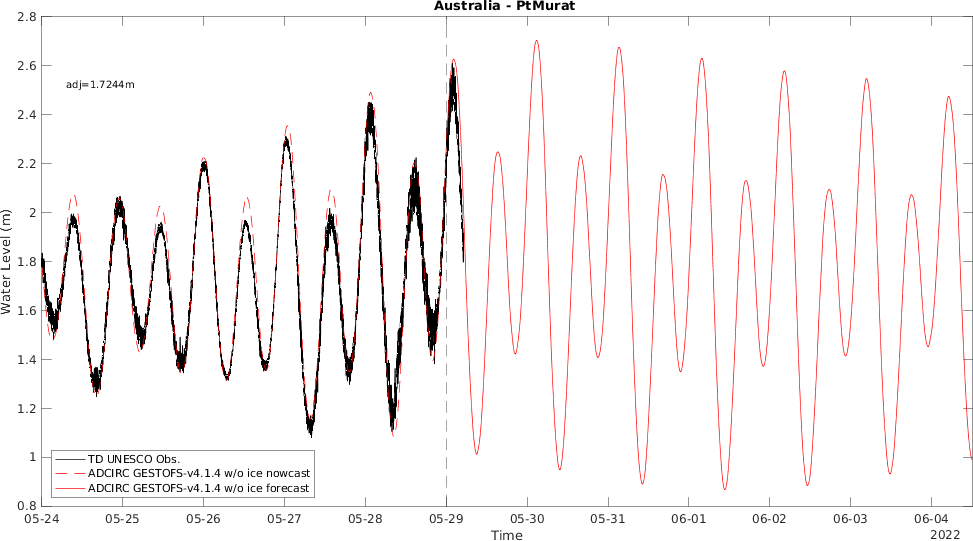 Australia - PtMurat
2.8
2.6
2.4
2.2
2
1.8
1.6
1.4
1.2
1
0.8
Water Level (m)
adj=1.7244m
TD UNESCO Obs.
ADCIRC GESTOFS-v4.1.4 w/o ice nowcast
ADCIRC GESTOFS-v4.1.4 w/o ice forecast
05-24 05-25 05-26 05-27 05-28 05-29 05-30 05-31 06-01 06-02 06-03 06-04
2022
Time